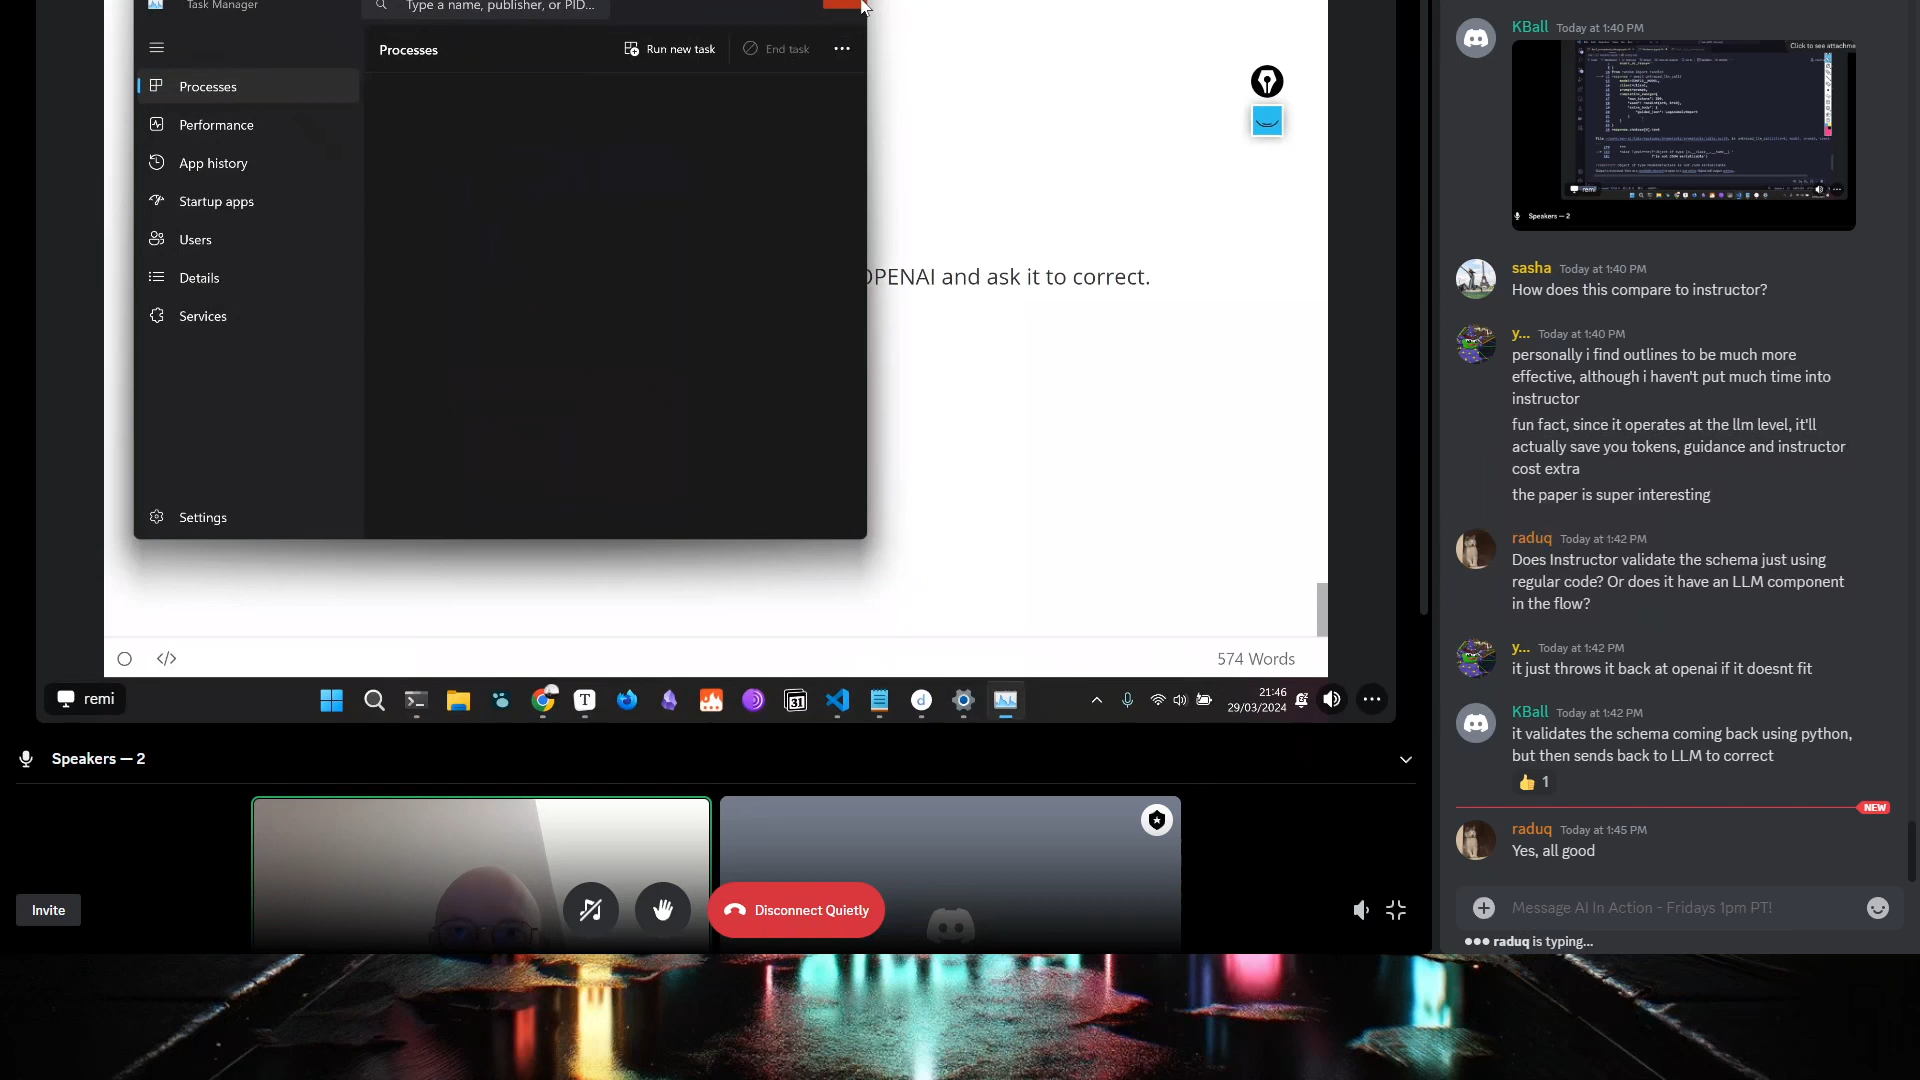 Task Manager
Type a name, publisher, or PID...
Processes
Run new task
End task
Processes
Performance
App history
Startup apps
Users
Details
Services
Settings
OPENAI and ask it to correct.
574 Words
remi
21:46
29/03/2024
Speakers — 2
Invite
Disconnect Quietly
KBall Today at 1:40 PM
Click to see attachme
remi
Speakers — 2
sasha Today at 1:40 PM
How does this compare to instructor?
y... Today at 1:40 PM
personally i find outlines to be much more
effective, although i haven't put much time into
instructor
fun fact, since it operates at the llm level, it'll
actually save you tokens, guidance and instructor
cost extra
the paper is super interesting
raduq Today at 1:42 PM
Does Instructor validate the schema just using
regular code? Or does it have an LLM component
in the flow?
y... Today at 1:42 PM
it just throws it back at openai if it doesnt fit
KBall Today at 1:42 PM
it validates the schema coming back using python,
but then sends back to LLM to correct
👍 1
NEW
raduq Today at 1:45 PM
Yes, all good
Message AI In Action - Fridays 1pm PT!
raduq is typing...